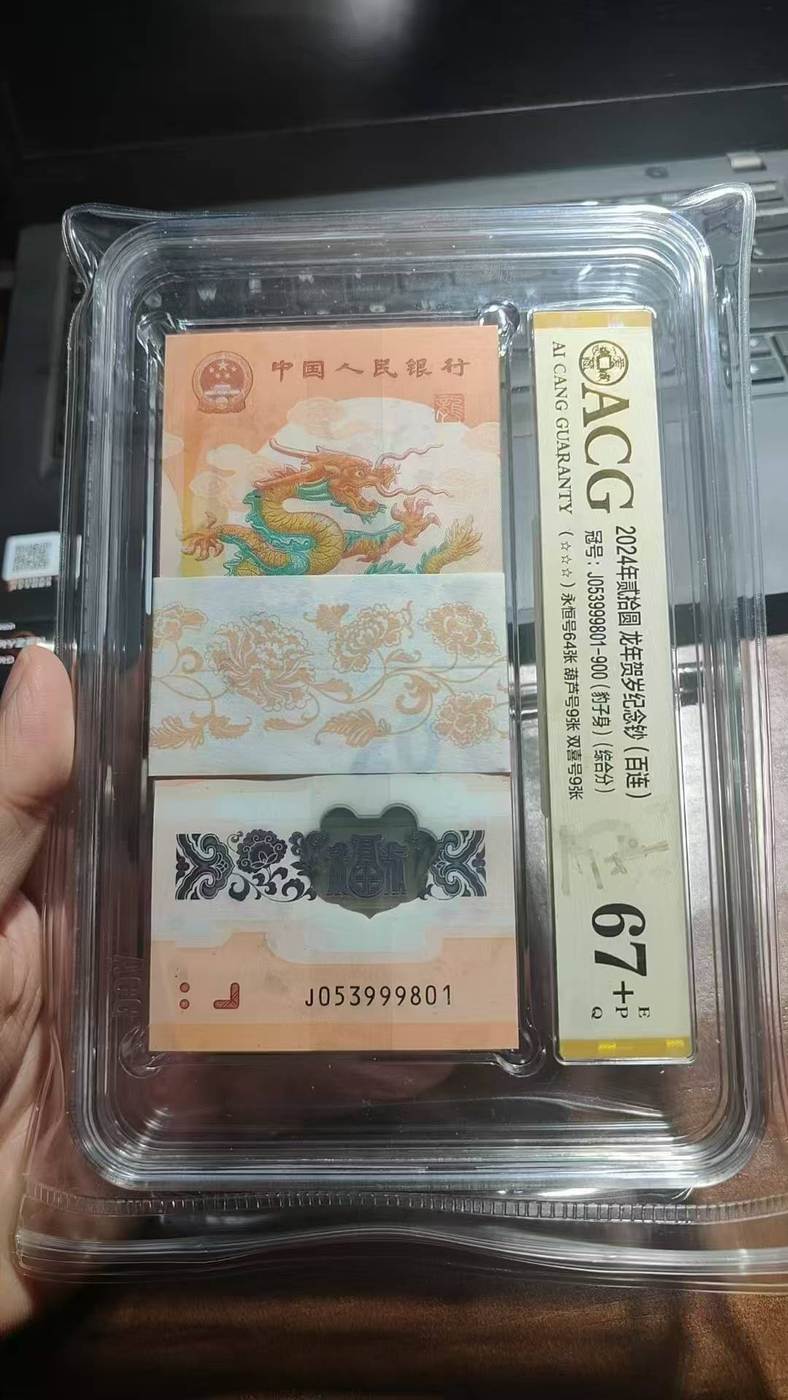 中国人民银行
J053999801
ACG
AI CANG GUARANTY
2024年贰拾圆 龙年贺岁纪念钞（百连）
冠号：J053999801-900（豹子身）（综合分）
（☆☆☆）永恒号64张 葫芦号9张 双喜号9张
67+
E
P
Q